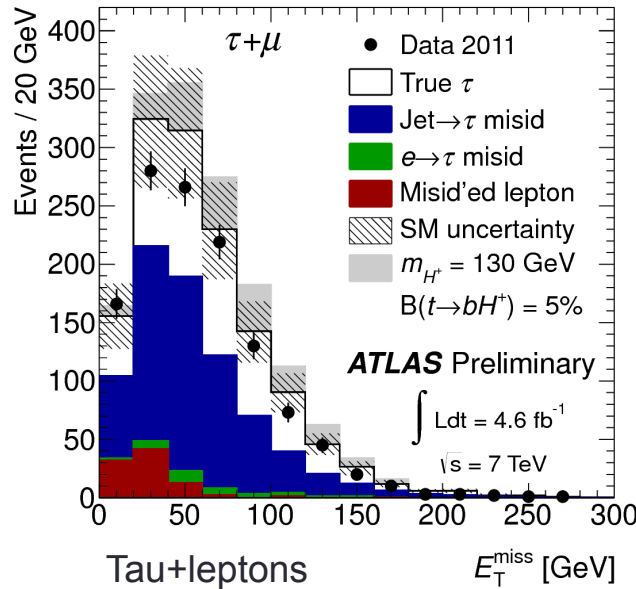 τ+μ
Data 2011
True τ
Jet→τ misid
e→τ misid
Misid'ed lepton
SM uncertainty
m_H⁺ = 130 GeV
B(t→bH⁺) = 5%
ATLAS Preliminary
∫ Ldt = 4.6 fb⁻¹
√s = 7 TeV
Events / 20 GeV
400
350
300
250
200
150
100
50
0
0 50 100 150 200 250 300
Tau+leptons E_T^miss [GeV]